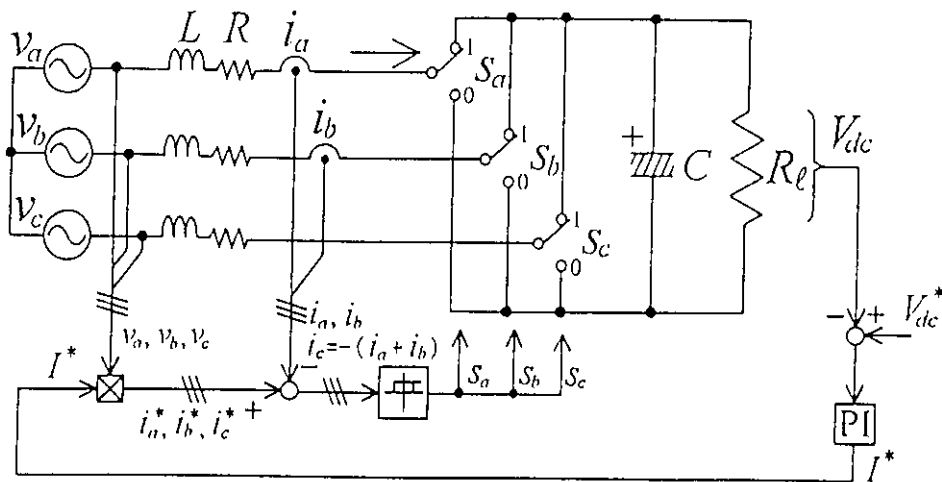 L R i_a
v_a
1
S_a
0
v_b
i_b
1
S_b
0
v_c
1
S_c
0
+
C
R_ℓ
V_dc
i_a, i_b
i_c=-(i_a+i_b)
v_a, v_b, v_c
− +
V_dc*
I*
−
+
i_a*, i_b*, i_c*
S_a S_b S_c
PI
I*